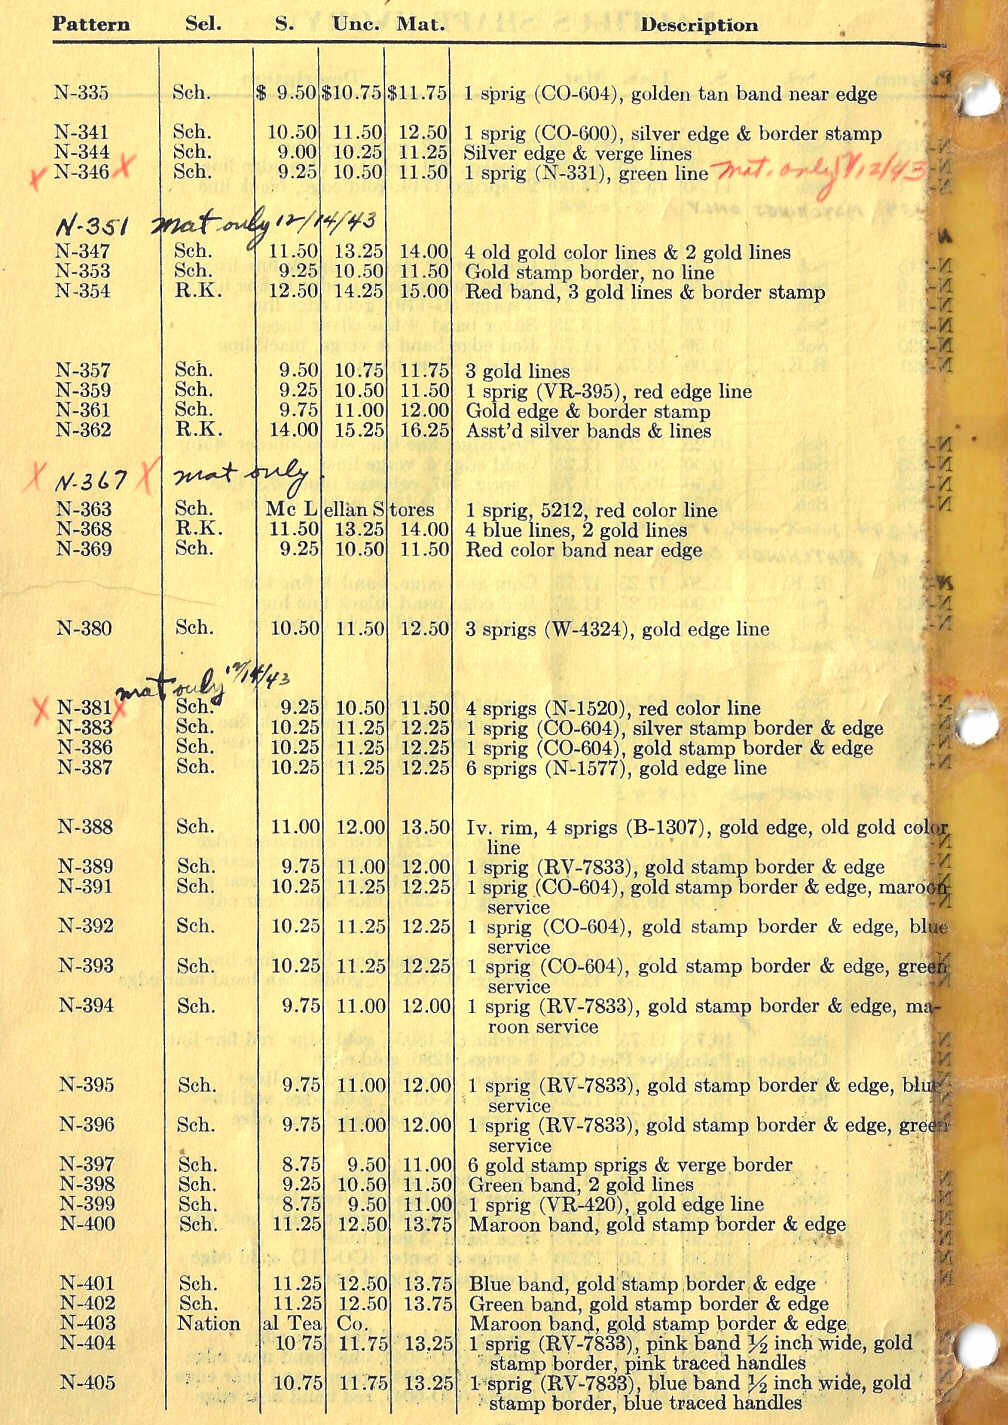 Pattern Sel. S. Unc. Mat. Description
N-335 Sch. $ 9.50 $10.75 $11.75 1 sprig (CO-604), golden tan band near edge
N-341 Sch. 10.50 11.50 12.50 1 sprig (CO-600), silver edge & border stamp
N-344 Sch. 9.00 10.25 11.25 Silver edge & verge lines
X N-346 X Sch. 9.25 10.50 11.50 1 sprig (N-331), green line mat. only 12/43
N-351 mat only 12/14/43
N-347 Sch. 11.50 13.25 14.00 4 old gold color lines & 2 gold lines
N-353 Sch. 9.25 10.50 11.50 Gold stamp border, no line
N-354 R.K. 12.50 14.25 15.00 Red band, 3 gold lines & border stamp
N-357 Sch. 9.50 10.75 11.75 3 gold lines
N-359 Sch. 9.25 10.50 11.50 1 sprig (VR-395), red edge line
N-361 Sch. 9.75 11.00 12.00 Gold edge & border stamp
N-362 R.K. 14.00 15.25 16.25 Asst'd silver bands & lines
X N-367 X mat only.
N-363 Sch. Mc Lellan Stores 1 sprig, 5212, red color line
N-368 R.K. 11.50 13.25 14.00 4 blue lines, 2 gold lines
N-369 Sch. 9.25 10.50 11.50 Red color band near edge
N-380 Sch. 10.50 11.50 12.50 3 sprigs (W-4324), gold edge line
mat only 12/14/43
X N-381 X Sch. 9.25 10.50 11.50 4 sprigs (N-1520), red color line
N-383 Sch. 10.25 11.25 12.25 1 sprig (CO-604), silver stamp border & edge
N-386 Sch. 10.25 11.25 12.25 1 sprig (CO-604), gold stamp border & edge
N-387 Sch. 10.25 11.25 12.25 6 sprigs (N-1577), gold edge line
N-388 Sch. 11.00 12.00 13.50 Iv. rim, 4 sprigs (B-1307), gold edge, old gold color
line
N-389 Sch. 9.75 11.00 12.00 1 sprig (RV-7833), gold stamp border & edge
N-391 Sch. 10.25 11.25 12.25 1 sprig (CO-604), gold stamp border & edge, maroon
service
N-392 Sch. 10.25 11.25 12.25 1 sprig (CO-604), gold stamp border & edge, blue
service
N-393 Sch. 10.25 11.25 12.25 1 sprig (CO-604), gold stamp border & edge, green
service
N-394 Sch. 9.75 11.00 12.00 1 sprig (RV-7833), gold stamp border & edge, ma-
roon service
N-395 Sch. 9.75 11.00 12.00 1 sprig (RV-7833), gold stamp border & edge, blue
service
N-396 Sch. 9.75 11.00 12.00 1 sprig (RV-7833), gold stamp border & edge, green
service
N-397 Sch. 8.75 9.50 11.00 6 gold stamp sprigs & verge border
N-398 Sch. 9.25 10.50 11.50 Green band, 2 gold lines
N-399 Sch. 8.75 9.50 11.00 1 sprig (VR-420), gold edge line
N-400 Sch. 11.25 12.50 13.75 Maroon band, gold stamp border & edge
N-401 Sch. 11.25 12.50 13.75 Blue band, gold stamp border & edge
N-402 Sch. 11.25 12.50 13.75 Green band, gold stamp border & edge
N-403 National Tea Co. Maroon band, gold stamp border & edge
N-404 10 75 11.75 13.25 1 sprig (RV-7833), pink band ½ inch wide, gold
stamp border, pink traced handles
N-405 10.75 11.75 13.25 1 sprig (RV-7833), blue band ½ inch wide, gold
stamp border, blue traced handles